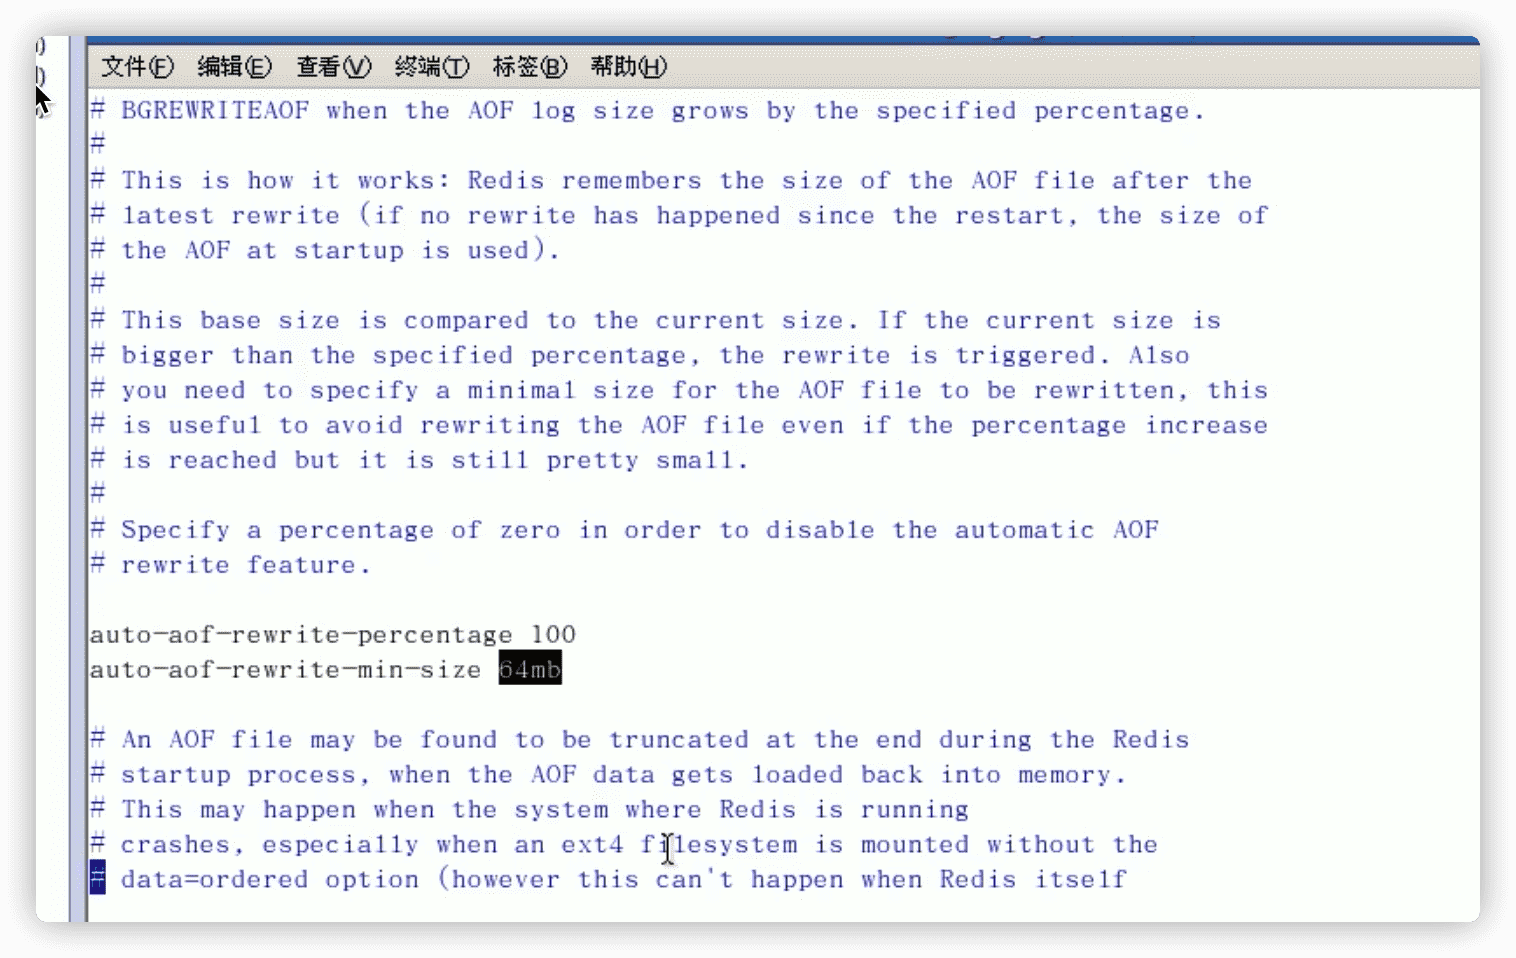 文件(F) 编辑(E) 查看(V) 终端(T) 标签(B) 帮助(H)
# BGREWRITEAOF when the AOF log size grows by the specified percentage.
#
# This is how it works: Redis remembers the size of the AOF file after the
# latest rewrite (if no rewrite has happened since the restart, the size of
# the AOF at startup is used).
#
# This base size is compared to the current size. If the current size is
# bigger than the specified percentage, the rewrite is triggered. Also
# you need to specify a minimal size for the AOF file to be rewritten, this
# is useful to avoid rewriting the AOF file even if the percentage increase
# is reached but it is still pretty small.
#
# Specify a percentage of zero in order to disable the automatic AOF
# rewrite feature.
auto-aof-rewrite-percentage 100
auto-aof-rewrite-min-size 64mb
# An AOF file may be found to be truncated at the end during the Redis
# startup process, when the AOF data gets loaded back into memory.
# This may happen when the system where Redis is running
# crashes, especially when an ext4 filesystem is mounted without the
# data=ordered option (however this can't happen when Redis itself